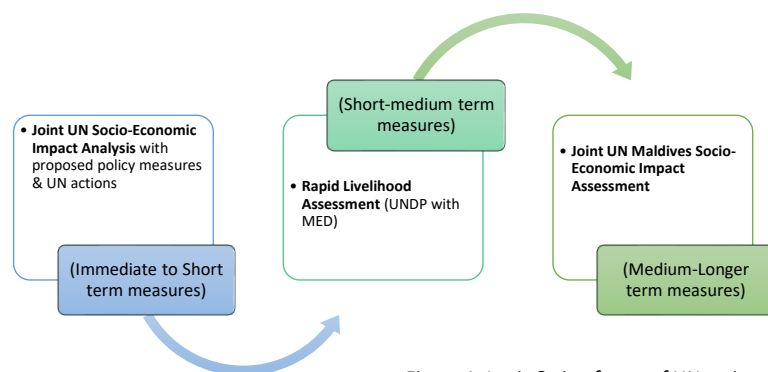 • Joint UN Socio-Economic
Impact Analysis with
proposed policy measures
& UN actions
(Immediate to Short
term measures)
(Short-medium term
measures)
• Rapid Livelihood
Assessment (UNDP with
MED)
• Joint UN Maldives Socio-
Economic Impact
Assessment
(Medium-Longer
term measures)